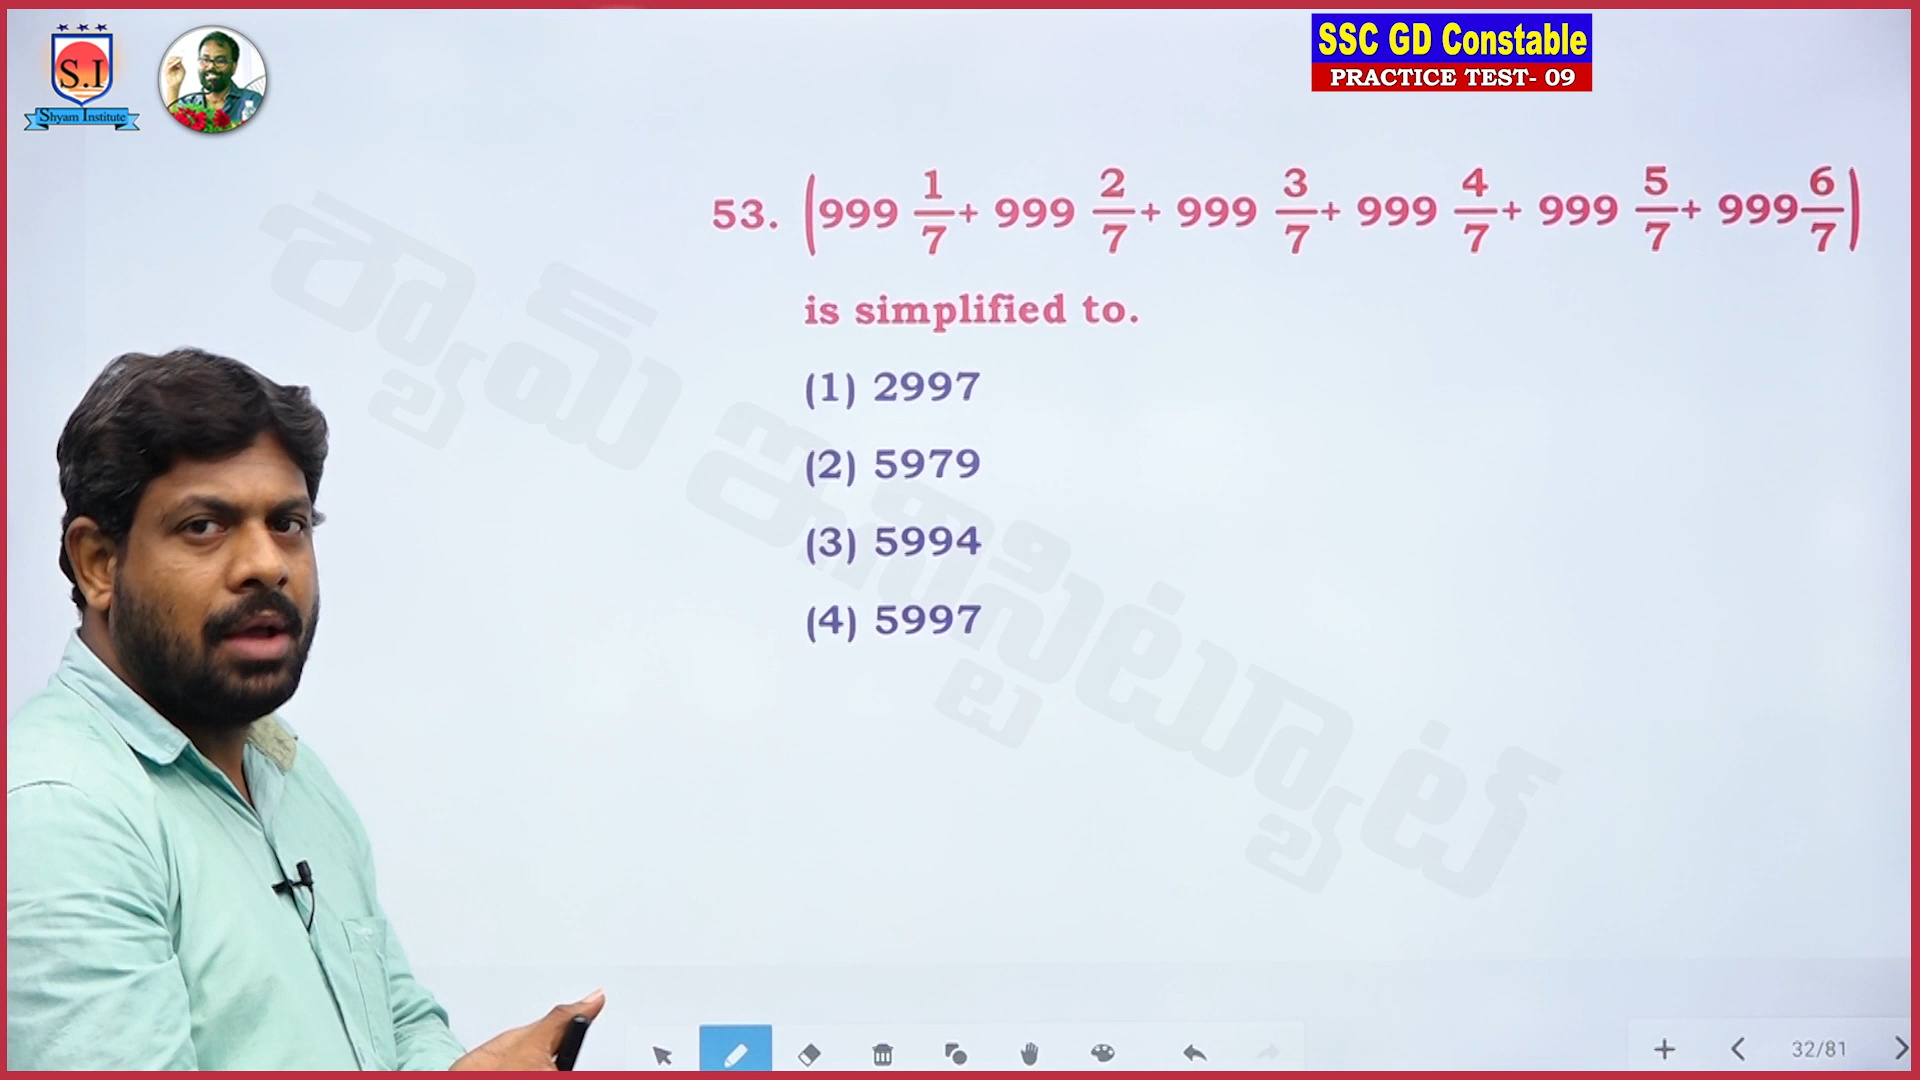 S.I
Shyam Institute
SSC GD Constable
PRACTICE TEST- 09
53. (999 1/7 + 999 2/7 + 999 3/7 + 999 4/7 + 999 5/7 + 999 6/7)
is simplified to.
(1) 2997
(2) 5979
(3) 5994
(4) 5997
శ్యామ్ ఇన్స్టిట్యూట్
32/81